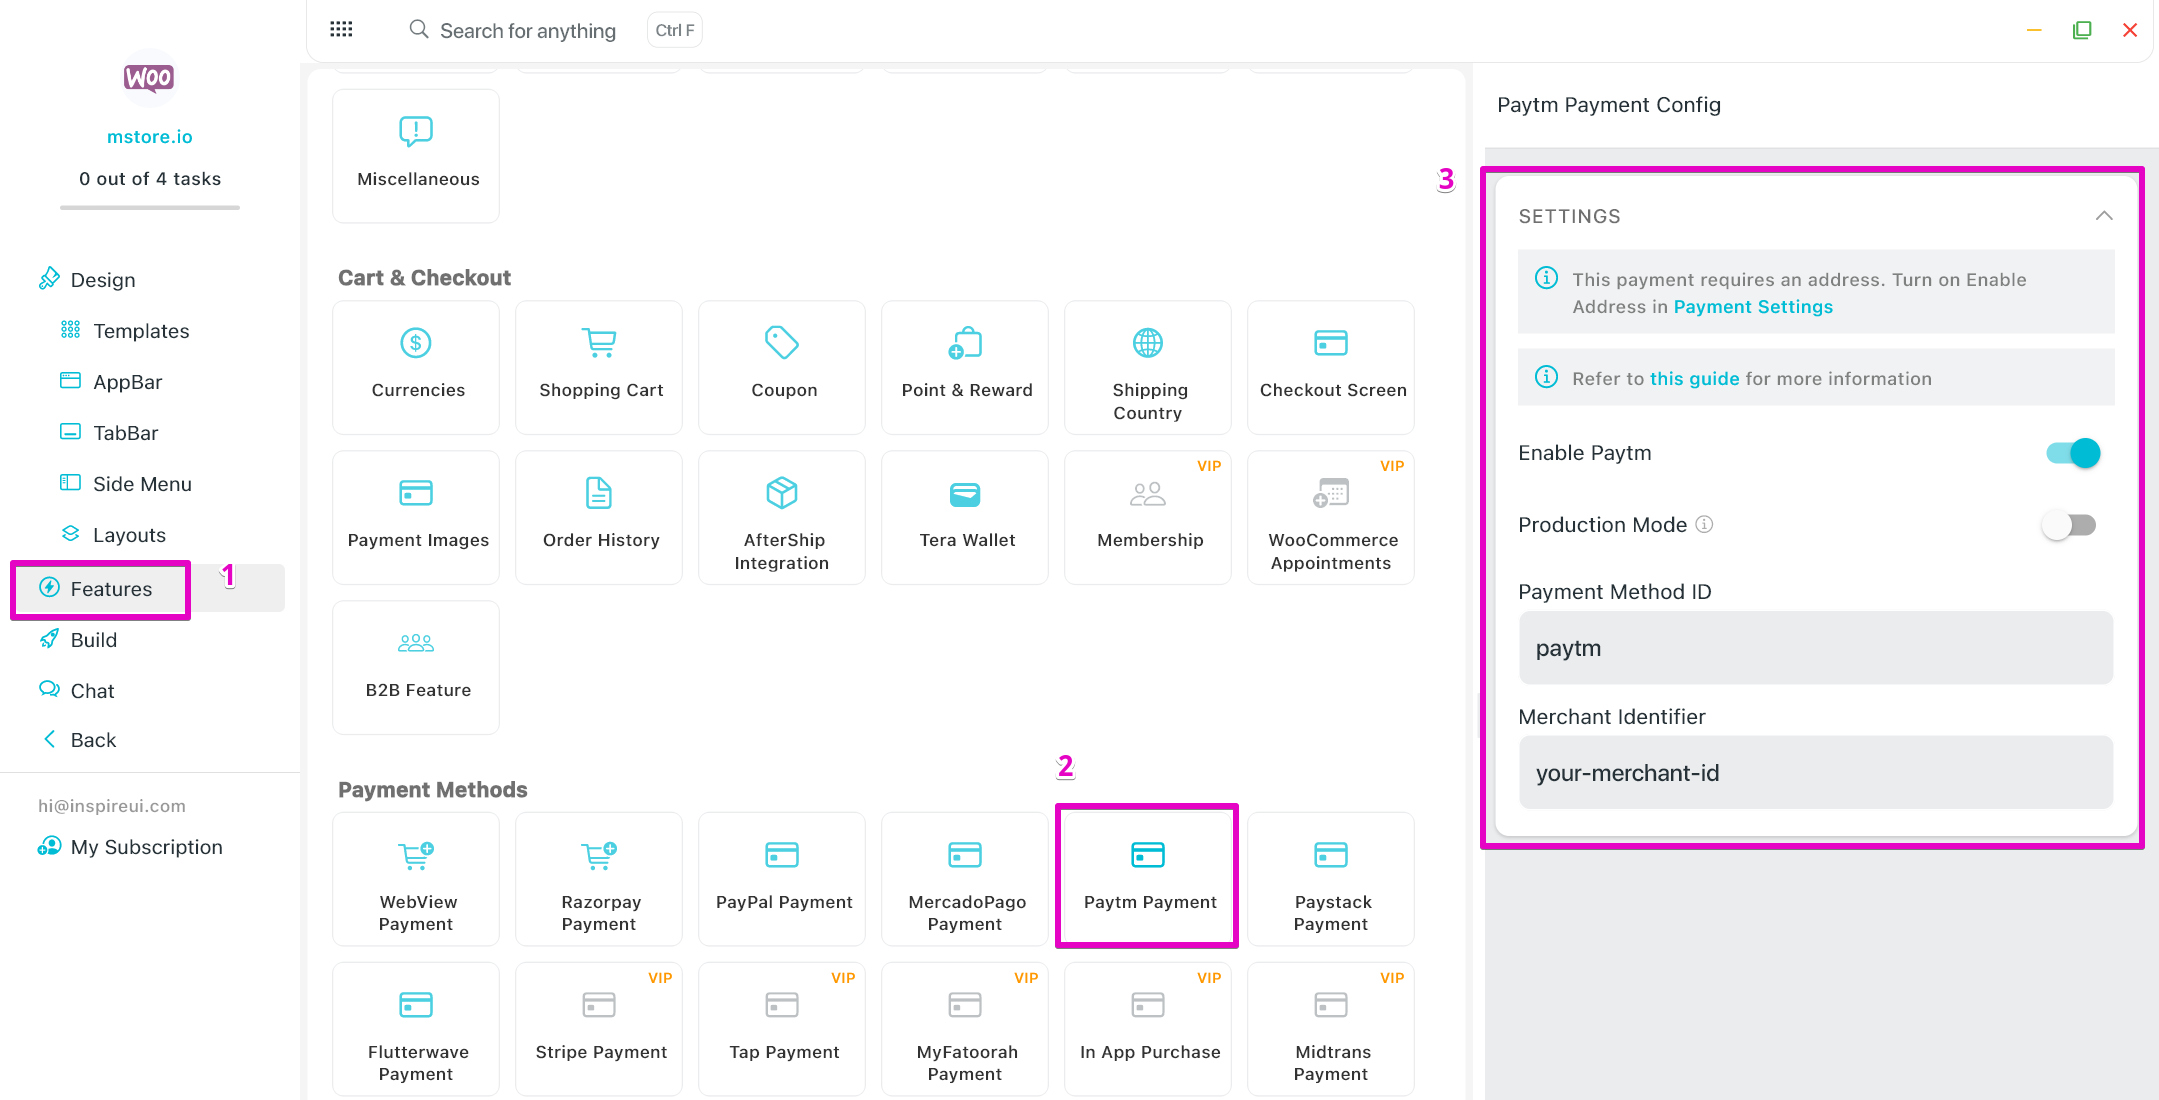 Search for anything
Ctrl F
WOO
mstore.io
0 out of 4 tasks
Design
Templates
AppBar
TabBar
Side Menu
Layouts
Features
1
Build
Chat
Back
hi@inspireui.com
My Subscription
Miscellaneous
Cart & Checkout
Currencies
Shopping Cart
Coupon
Point & Reward
Shipping
Country
Checkout Screen
Payment Images
Order History
AfterShip
Integration
Tera Wallet
VIP
Membership
VIP
WooCommerce
Appointments
B2B Feature
2
Payment Methods
WebView
Payment
Razorpay
Payment
PayPal Payment
MercadoPago
Payment
Paytm Payment
Paystack
Payment
Flutterwave
Payment
VIP
Stripe Payment
VIP
Tap Payment
VIP
MyFatoorah
Payment
VIP
In App Purchase
VIP
Midtrans
Payment
Paytm Payment Config
3
SETTINGS
This payment requires an address. Turn on Enable
Address in Payment Settings
Refer to this guide for more information
Enable Paytm
Production Mode
Payment Method ID
paytm
Merchant Identifier
your-merchant-id